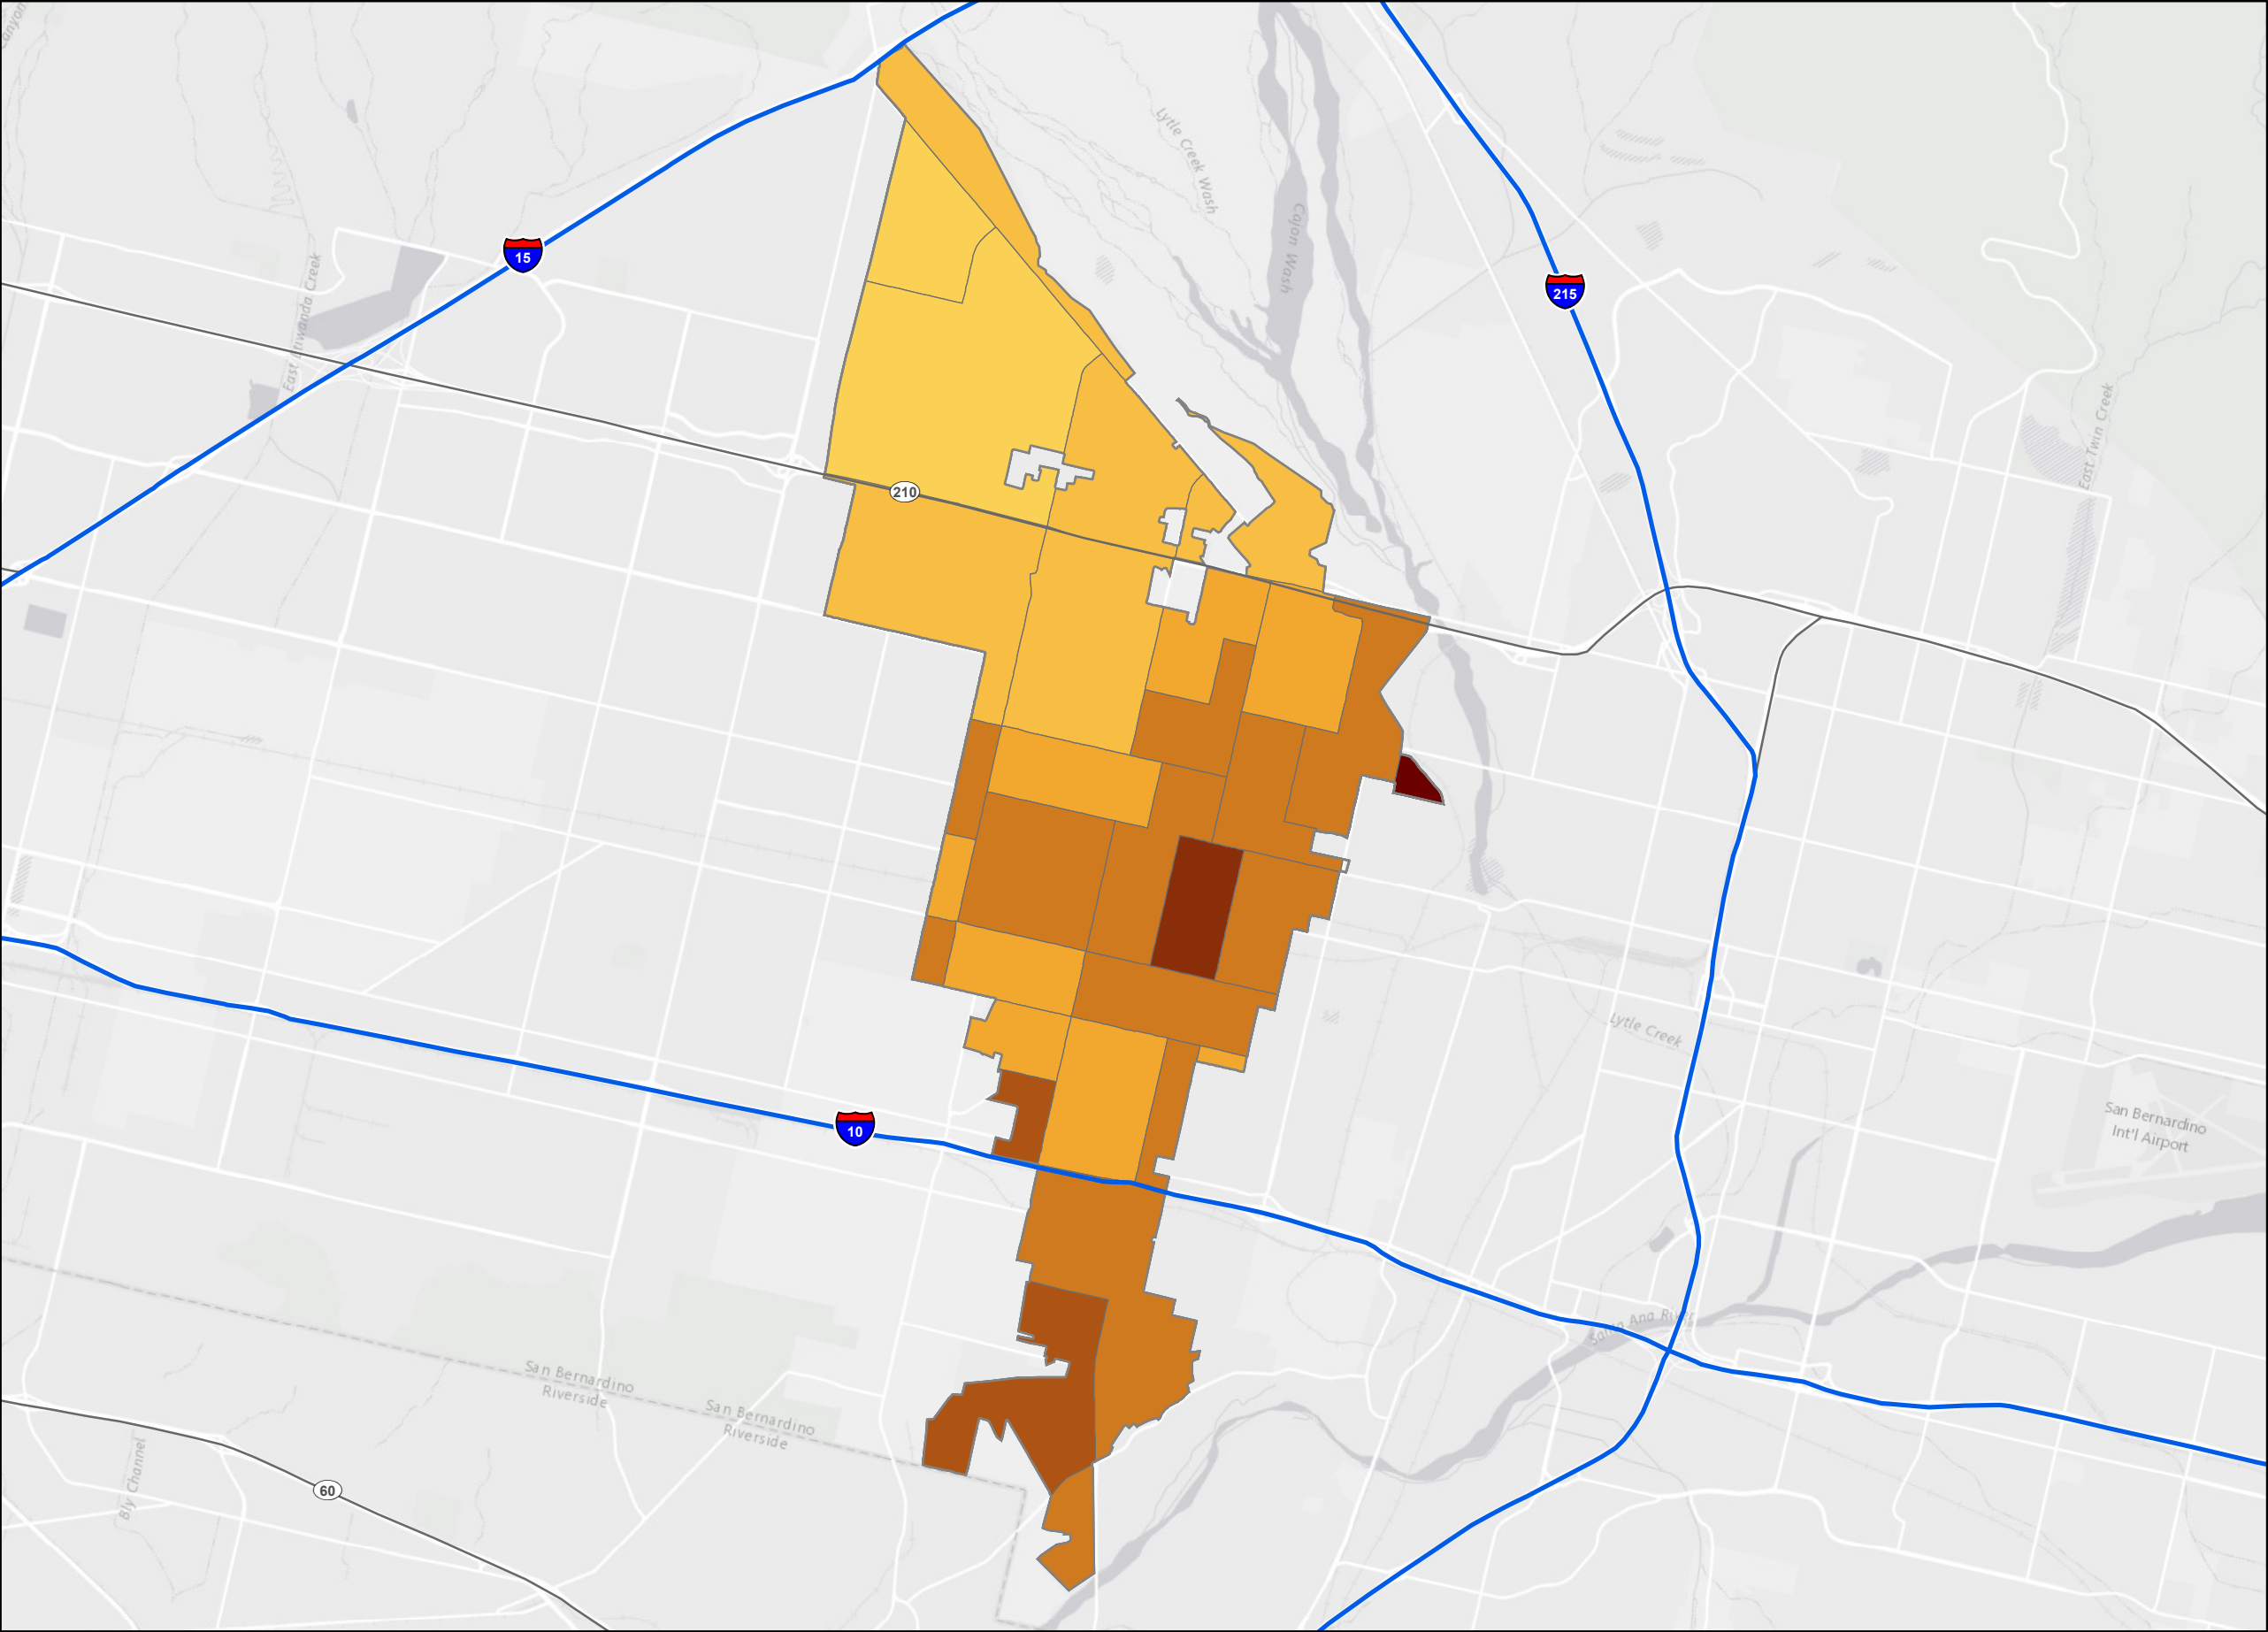 Canyon
Lytle Creek Wash
Cajon Wash
15
215
East Etiwanda Creek
East Twin Creek
210
Lytle Creek
San Bernardino
Int'l Airport
10
Santa Ana River
San Bernardino
Riverside
San Bernardino
Riverside
Bly Channel
60